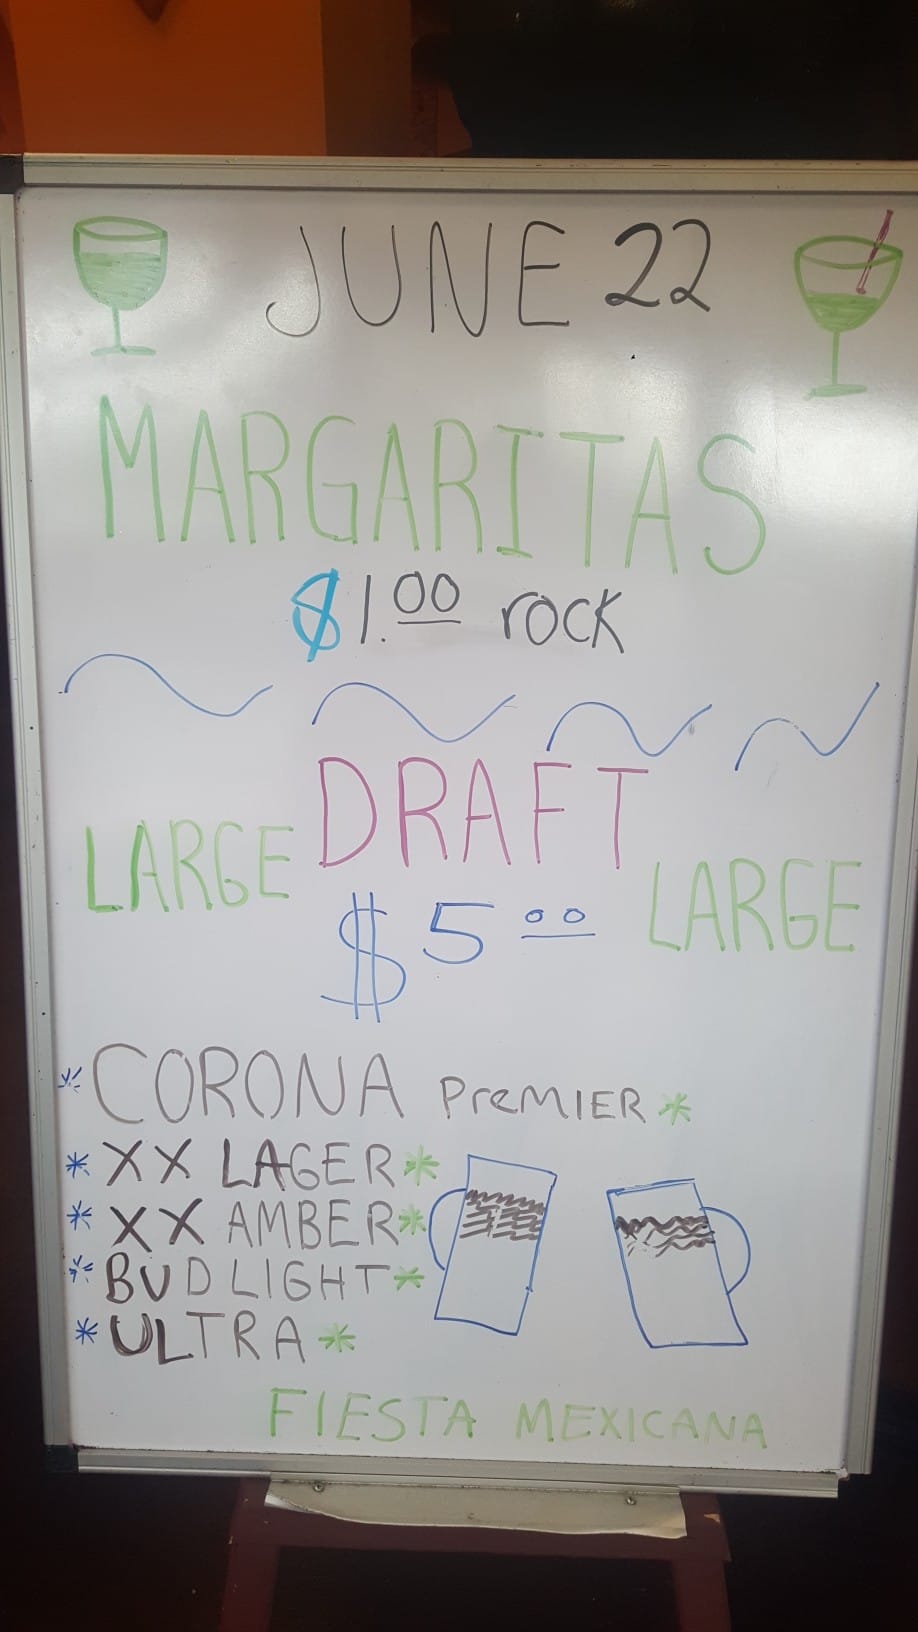 JUNE 22
MARGARITAS
$1.00 rock
DRAFT
LARGE LARGE
$5.00
* CORONA PremIER *
* XX LAGER *
* XX AMBER *
* BUD LIGHT *
* ULTRA *
FIESTA MEXICANA